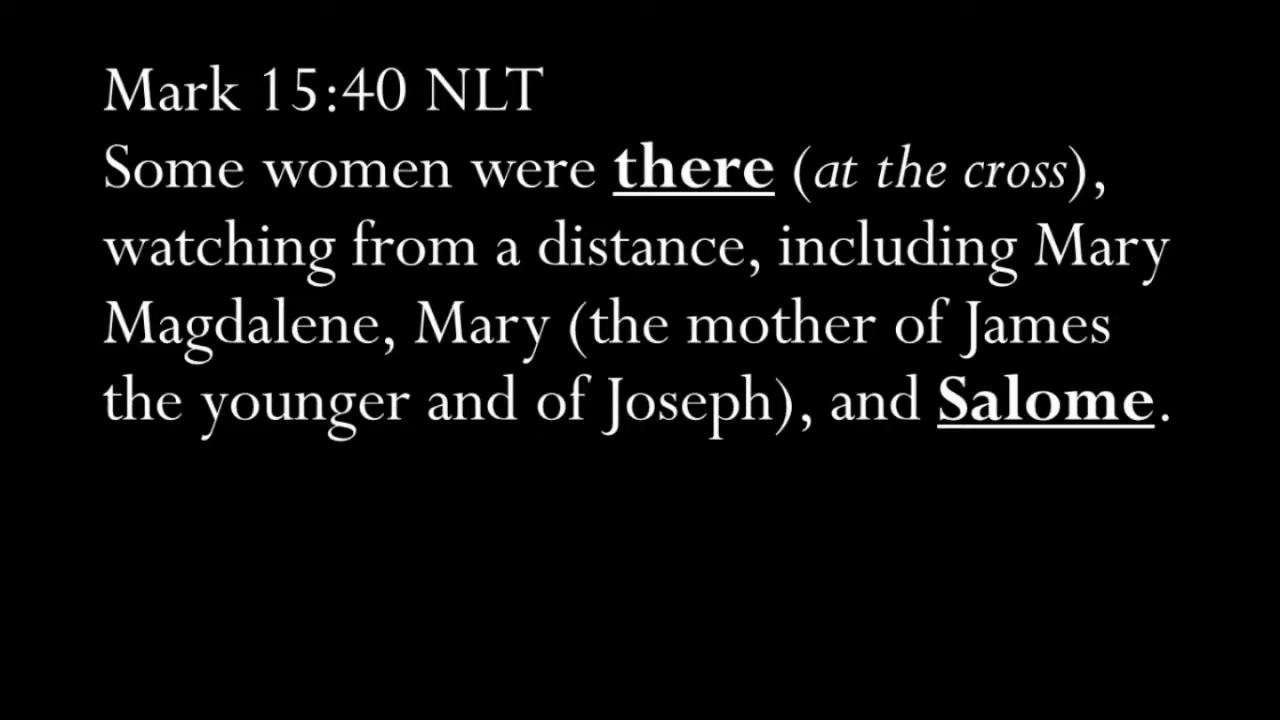 Mark 15:40 NLT
Some women were there (at the cross),
watching from a distance, including Mary
Magdalene, Mary (the mother of James
the younger and of Joseph), and Salome.